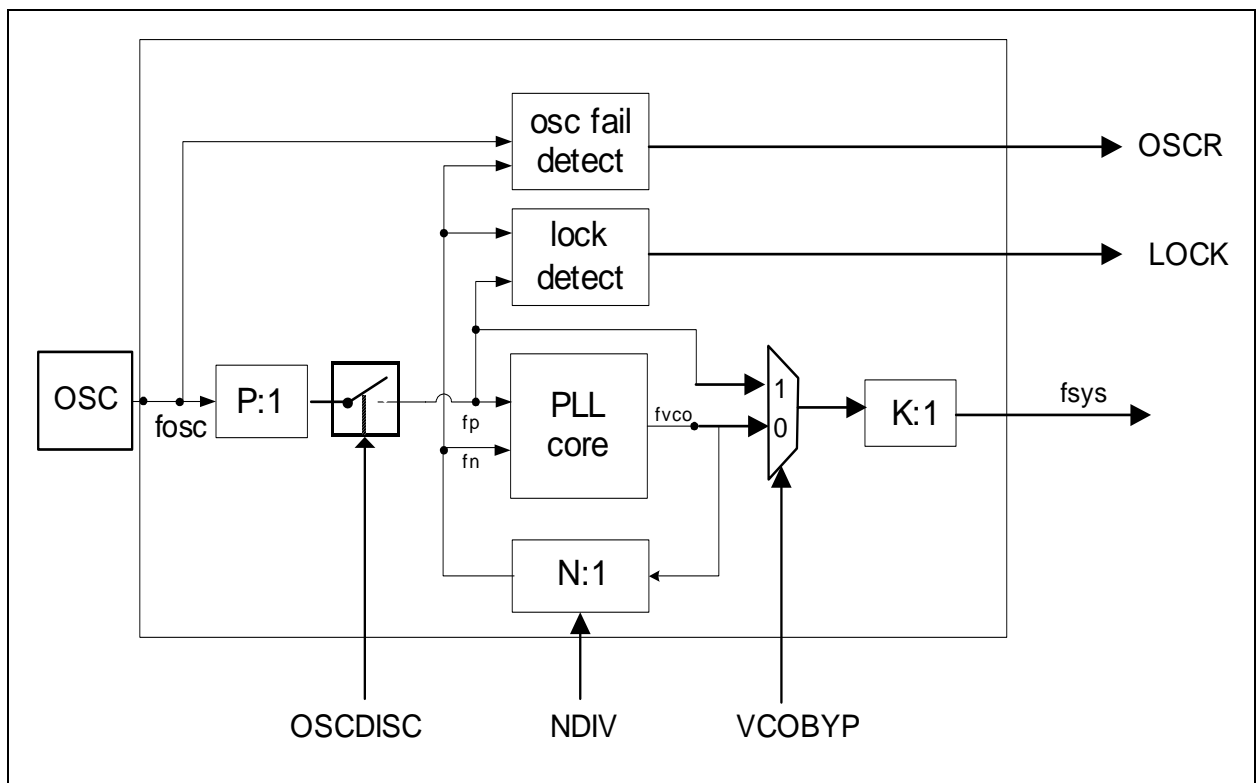 osc fail
detect
OSCR
lock
detect
LOCK
OSC
fosc
P:1
fp
fn
PLL
core
fvco
1
0
K:1
fsys
N:1
OSCDISC
NDIV
VCOBYP